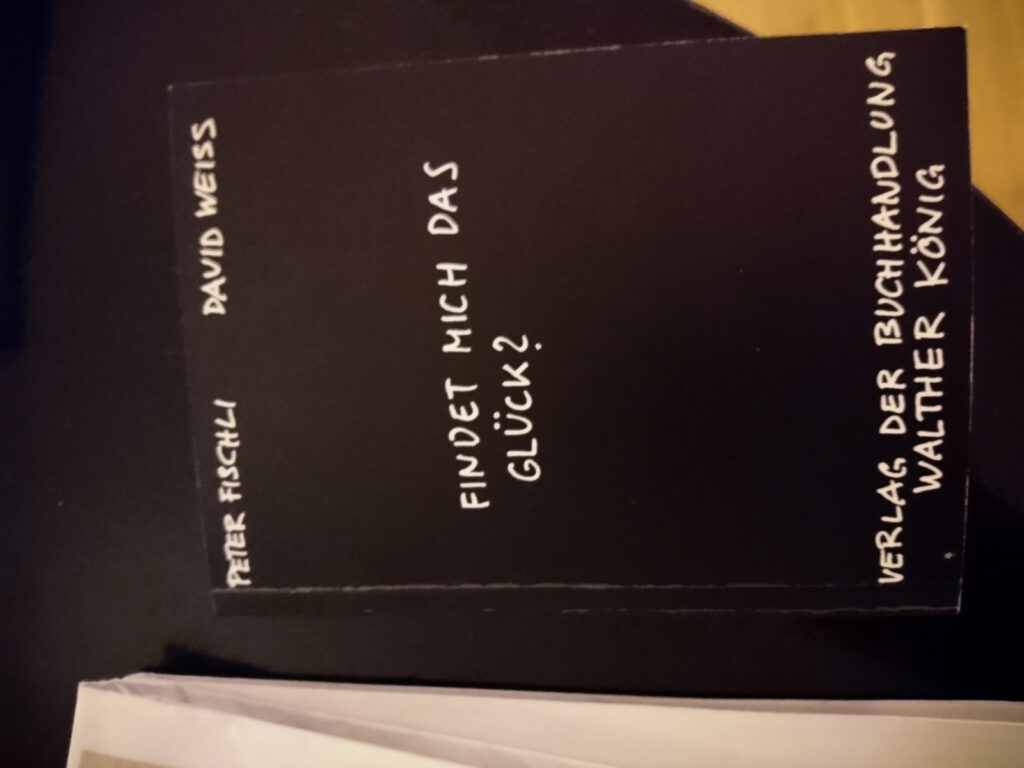 PETER FISCHLI DAVID WEISS
FINDET MICH DAS
GLÜCK?
VERLAG DER BUCHHANDLUNG
WALTHER KÖNIG